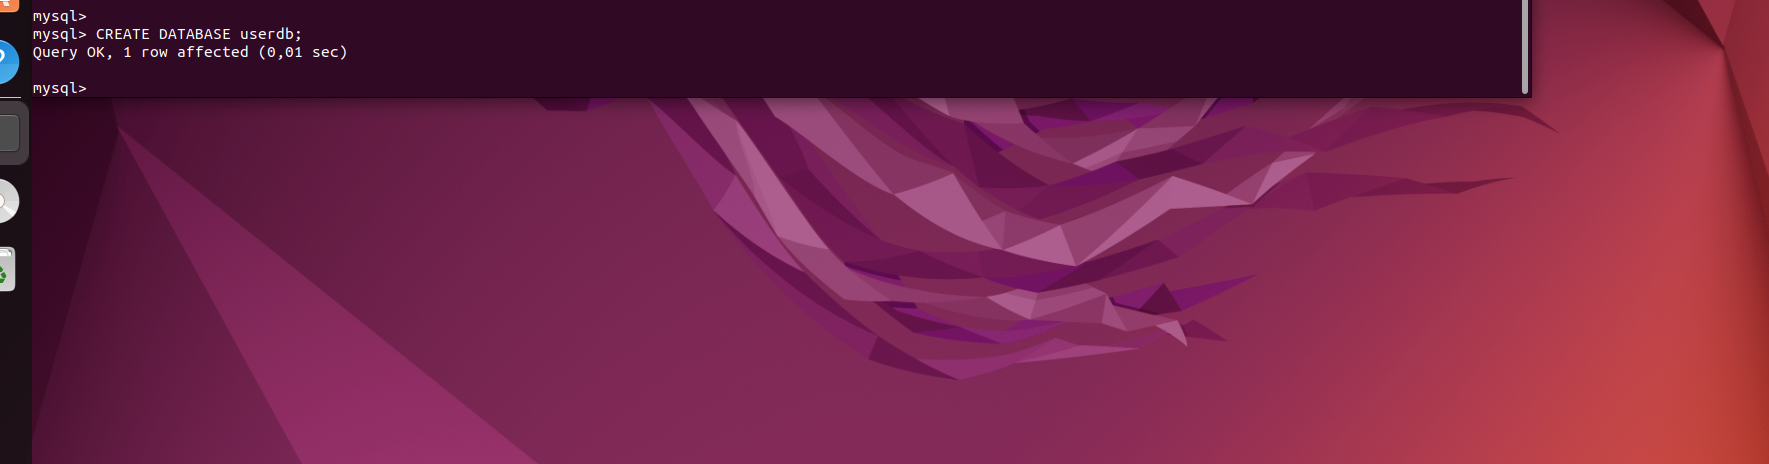 mysql>
mysql> CREATE DATABASE userdb;
Query OK, 1 row affected (0,01 sec)
mysql>